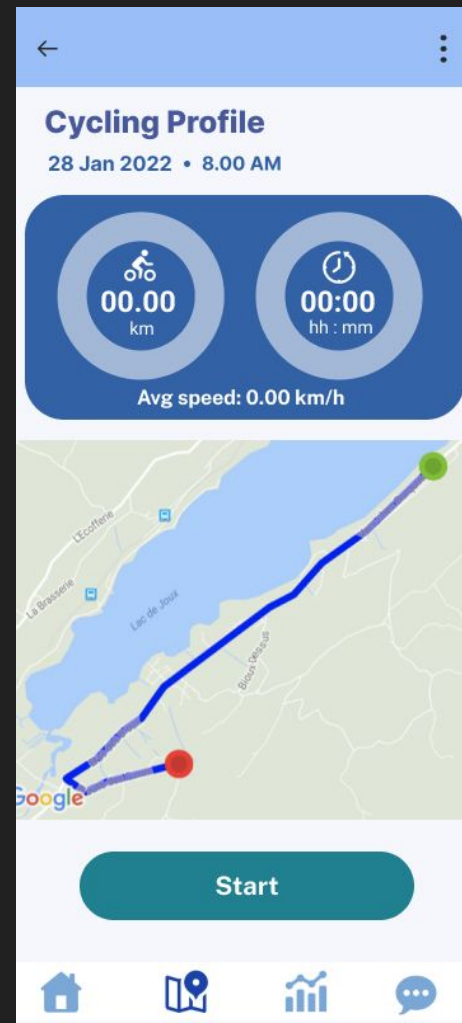 Cycling Profile
28 Jan 2022 • 8.00 AM
00.00
km
00:00
hh : mm
Avg speed: 0.00 km/h
L'Ecofferie
La Brasserie
Lac de Joux
Bioux-Dessus
Google
Start